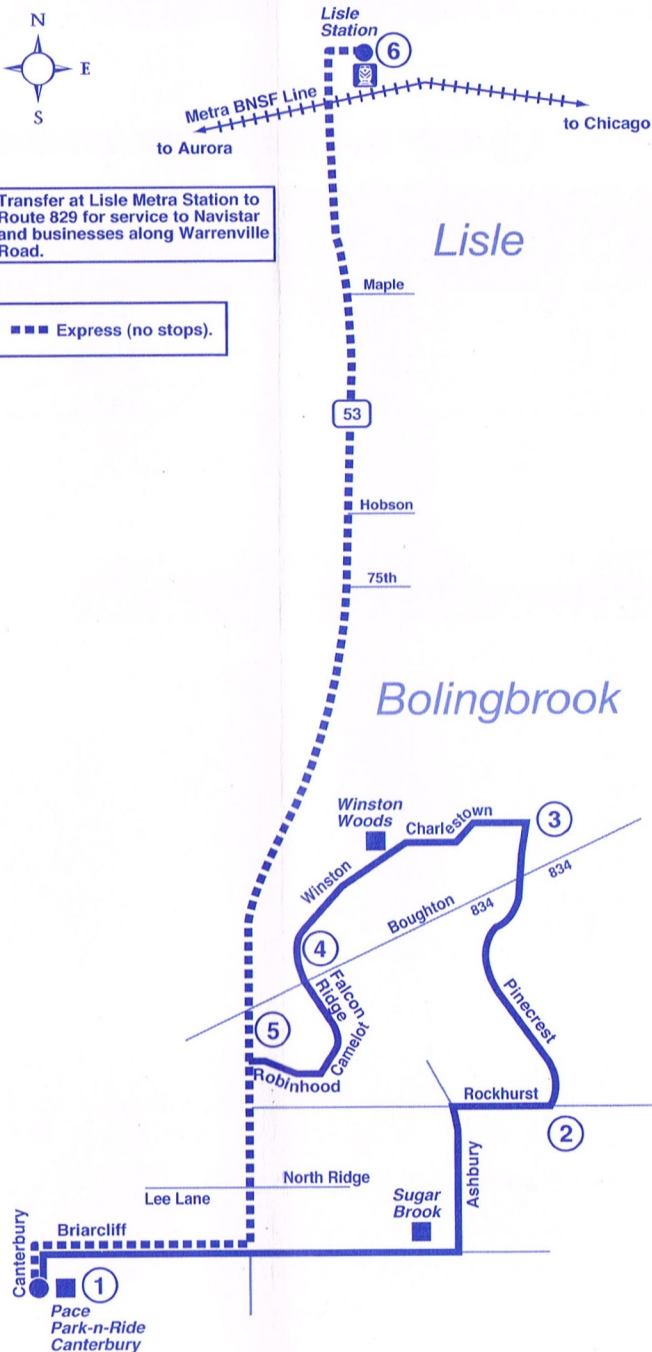 N
E
S
Lisle
Station
6
Metra BNSF Line
to Aurora
to Chicago
Transfer at Lisle Metra Station to
Route 829 for service to Navistar
and businesses along Warrenville
Road.
Lisle
Express (no stops).
Maple
53
Hobson
75th
Bolingbrook
Winston
Woods
Charlestown
3
Winston
Boughton
834
834
4
Falcon
Ridge
Camelot
5
Robinhood
Pinecrest
Rockhurst
2
Ashbury
North Ridge
Lee Lane
Sugar
Brook
Briarcliff
Canterbury
1
Pace
Park-n-Ride
Canterbury